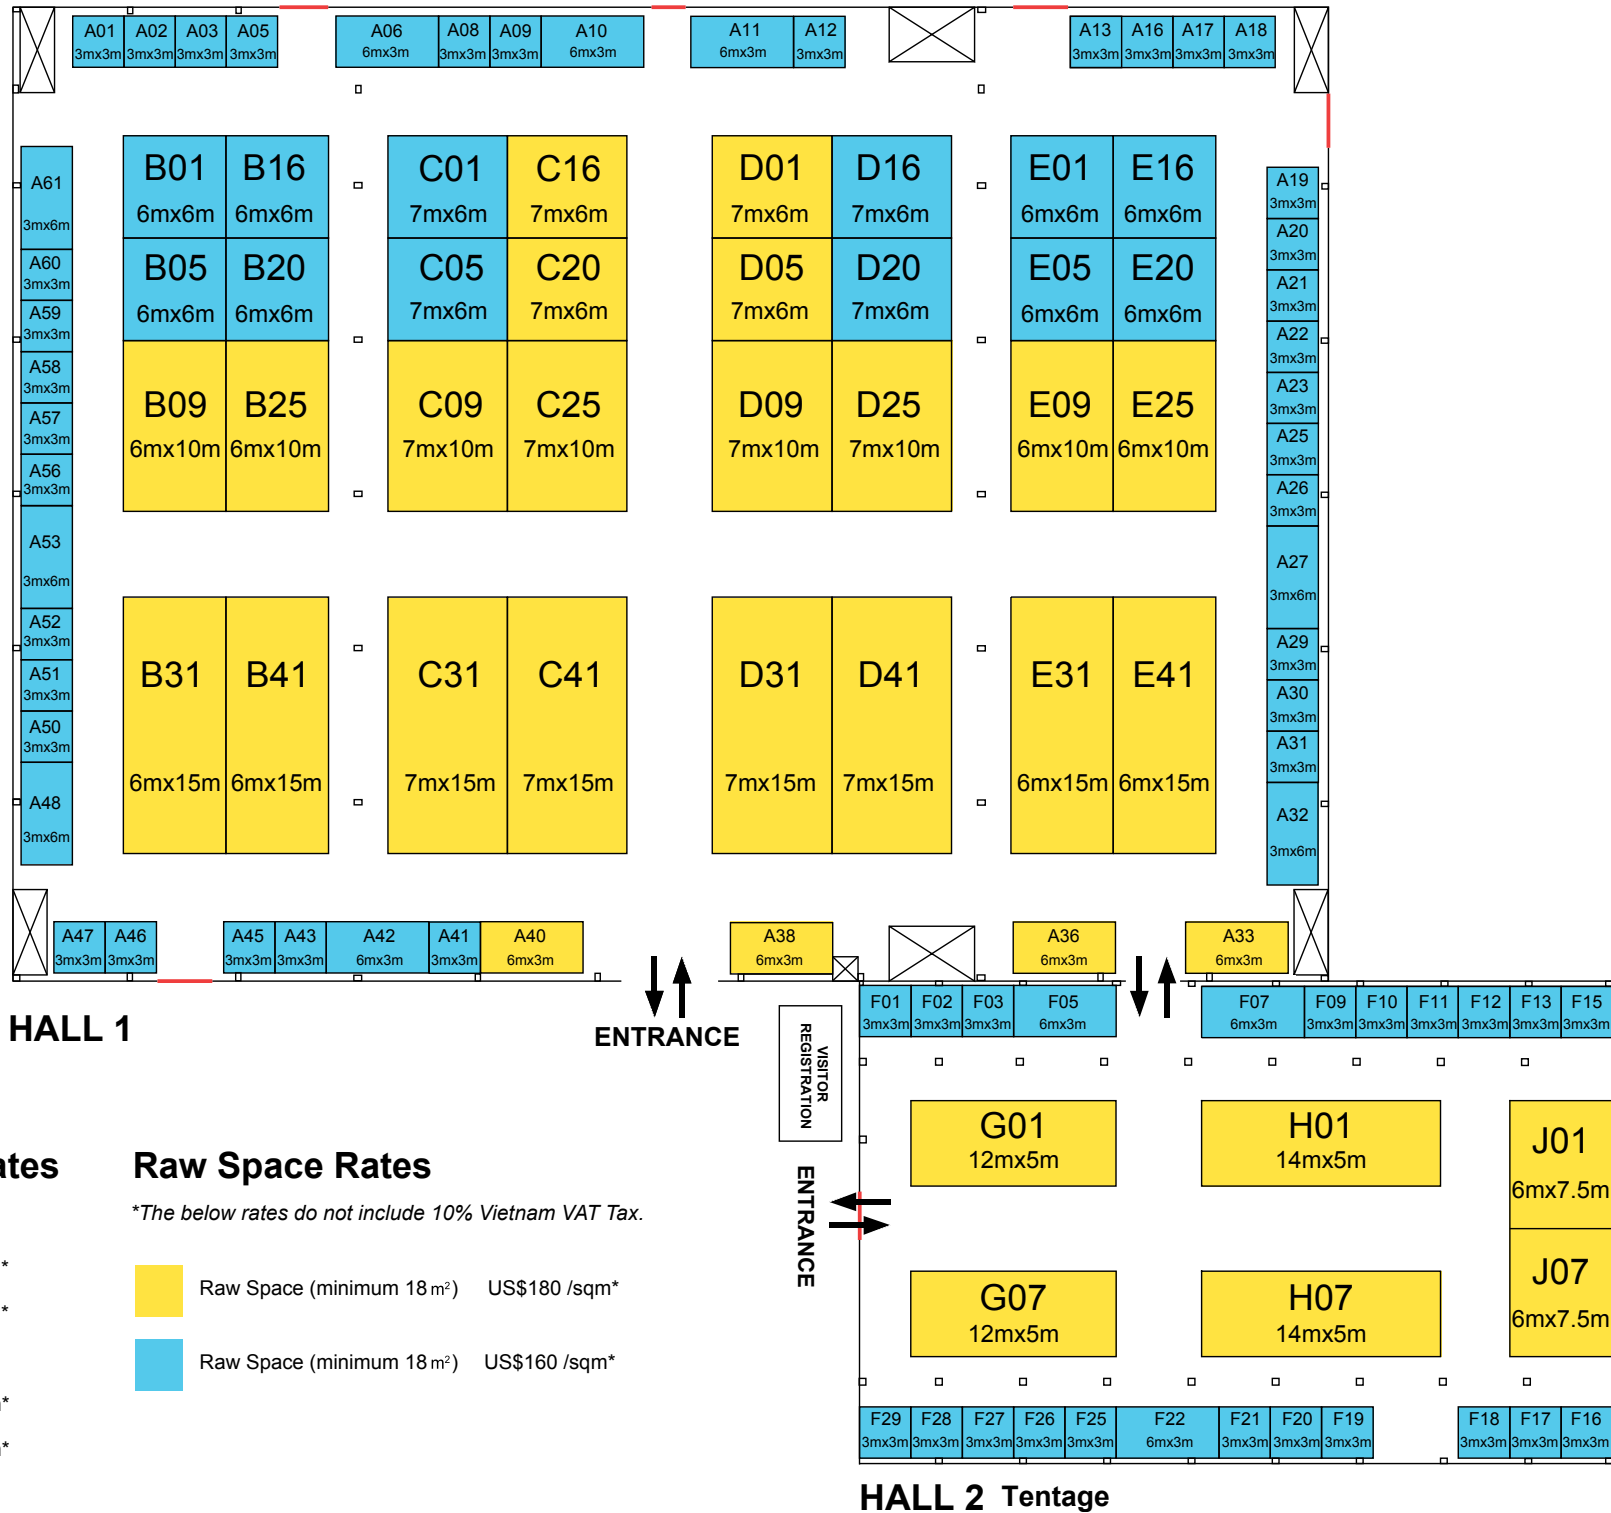 A01 A02 A03 A05 A06 A08 A09 A10 A11 A12 A13 A16 A17 A18
3mx3m 3mx3m 3mx3m 3mx3m 6mx3m 3mx3m 3mx3m 6mx3m 6mx3m 3mx3m 3mx3m 3mx3m 3mx3m 3mx3m
A61
3mx6m
A60
3mx3m
A59
3mx3m
A58
3mx3m
A57
3mx3m
A56
3mx3m
A53
3mx6m
A52
3mx3m
A51
3mx3m
A50
3mx3m
A48
3mx6m
B01 B16 C01 C16 D01 D16 E01 E16
6mx6m 6mx6m 7mx6m 7mx6m 7mx6m 7mx6m 6mx6m 6mx6m
B05 B20 C05 C20 D05 D20 E05 E20
6mx6m 6mx6m 7mx6m 7mx6m 7mx6m 7mx6m 6mx6m 6mx6m
B09 B25 C09 C25 D09 D25 E09 E25
6mx10m 6mx10m 7mx10m 7mx10m 7mx10m 7mx10m 6mx10m 6mx10m
B31 B41 C31 C41 D31 D41 E31 E41
6mx15m 6mx15m 7mx15m 7mx15m 7mx15m 7mx15m 6mx15m 6mx15m
A19
3mx3m
A20
3mx3m
A21
3mx3m
A22
3mx3m
A23
3mx3m
A25
3mx3m
A26
3mx3m
A27
3mx6m
A29
3mx3m
A30
3mx3m
A31
3mx3m
A32
3mx6m
A47 A46 A45 A43 A42 A41 A40 A38 A36 A33
3mx3m 3mx3m 3mx3m 3mx3m 6mx3m 3mx3m 6mx3m 6mx3m 6mx3m 6mx3m
HALL 1
ENTRANCE
F01 F02 F03 F05 F07 F09 F10 F11 F12 F13 F15
3mx3m 3mx3m 3mx3m 6mx3m 6mx3m 3mx3m 3mx3m 3mx3m 3mx3m 3mx3m 3mx3m
VISITOR
REGISTRATION
ENTRANCE
G01 H01 J01
12mx5m 14mx5m 6mx7.5m
G07 H07 J07
12mx5m 14mx5m 6mx7.5m
F29 F28 F27 F26 F25 F22 F21 F20 F19 F18 F17 F16
3mx3m 3mx3m 3mx3m 3mx3m 3mx3m 6mx3m 3mx3m 3mx3m 3mx3m 3mx3m 3mx3m 3mx3m
HALL 2 Tentage
Raw Space Rates
*The below rates do not include 10% Vietnam VAT Tax.
Raw Space (minimum 18 m²) US$180 /sqm*
Raw Space (minimum 18 m²) US$160 /sqm*